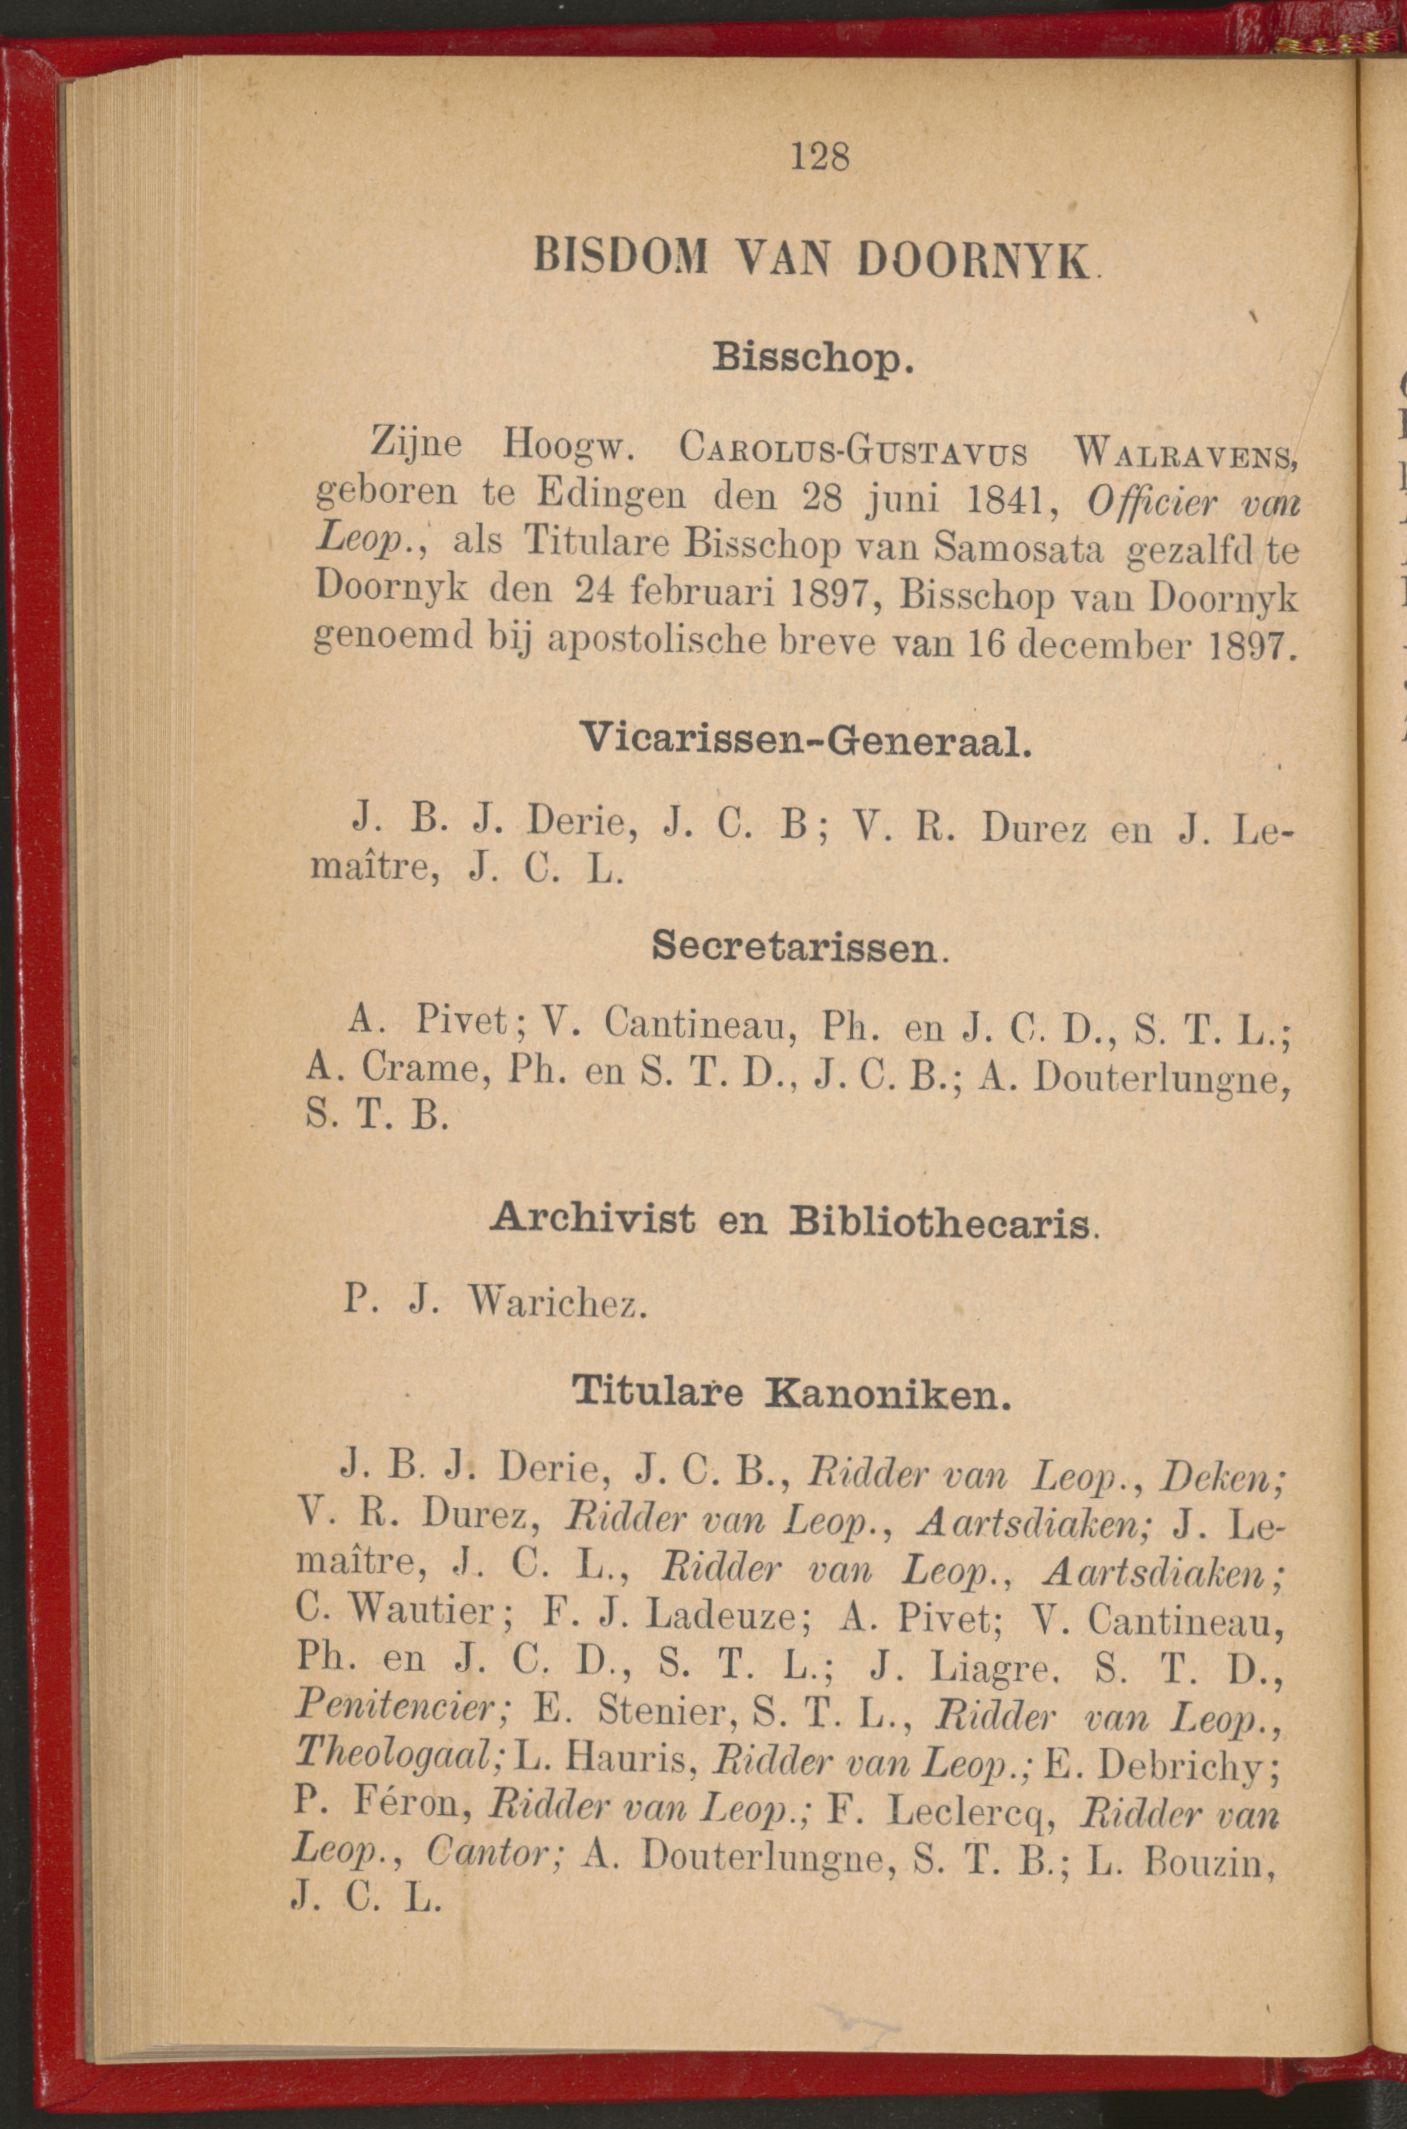 128
BISDOM VAN DOORNYK.
Bisschop.
Zijne Hoogw. CAROLUS-GUSTAVUS WALRAVENS,
geboren te Edingen den 28 juni 1841, Officier van
Leop., als Titulare Bisschop van Samosata gezalfd te
Doornyk den 24 februari 1897, Bisschop van Doornyk
genoemd bij apostolische breve van 16 december 1897.
Vicarissen-Generaal.
J. B. J. Derie, J. C. B; V. R. Durez en J. Le-
maître, J. C. L.
Secretarissen.
A. Pivet; V. Cantineau, Ph. en J. C. D., S. T. L.;
A. Crame, Ph. en S. T. D., J. C. B.; A. Douterlungne,
S. T. B.
Archivist en Bibliothecaris.
P. J. Warichez.
Titulare Kanoniken.
J. B. J. Derie, J. C. B., Ridder van Leop., Deken;
V. R. Durez, Ridder van Leop., Aartsdiaken; J. Le-
maître, J. C. L., Ridder van Leop., Aartsdiaken;
C. Wautier; F. J. Ladeuze; A. Pivet; V. Cantineau,
Ph. en J. C. D., S. T. L.; J. Liagre. S. T. D.,
Penitencier; E. Stenier, S. T. L., Ridder van Leop.,
Theologaal; L. Hauris, Ridder van Leop.; E. Debrichy;
P. Féron, Ridder van Leop.; F. Leclercq, Ridder van
Leop., Cantor; A. Douterlungne, S. T. B.; L. Bouzin,
J. C. L.